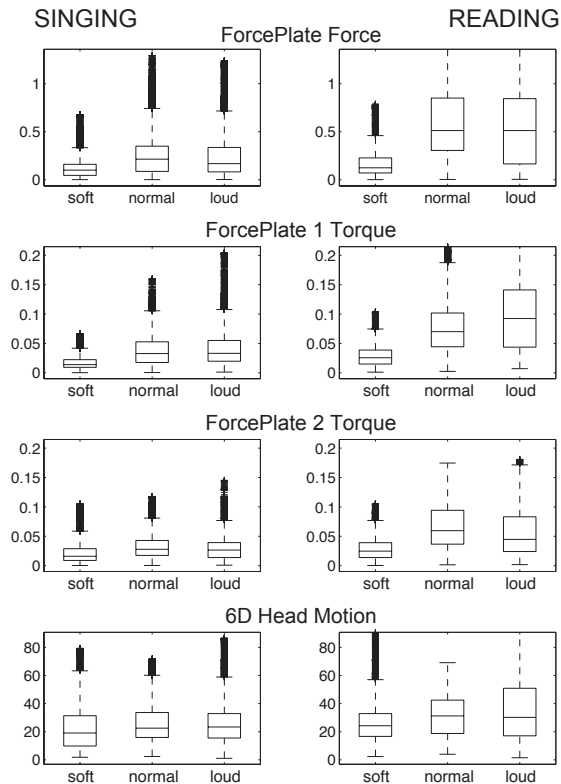 SINGING READING
ForcePlate Force
1
0.5
0
soft normal loud
1
0.5
0
soft normal loud
ForcePlate 1 Torque
0.2
0.15
0.1
0.05
0
soft normal loud
0.2
0.15
0.1
0.05
0
soft normal loud
ForcePlate 2 Torque
0.2
0.15
0.1
0.05
0
soft normal loud
0.2
0.15
0.1
0.05
0
soft normal loud
6D Head Motion
80
60
40
20
0
soft normal loud
80
60
40
20
0
soft normal loud